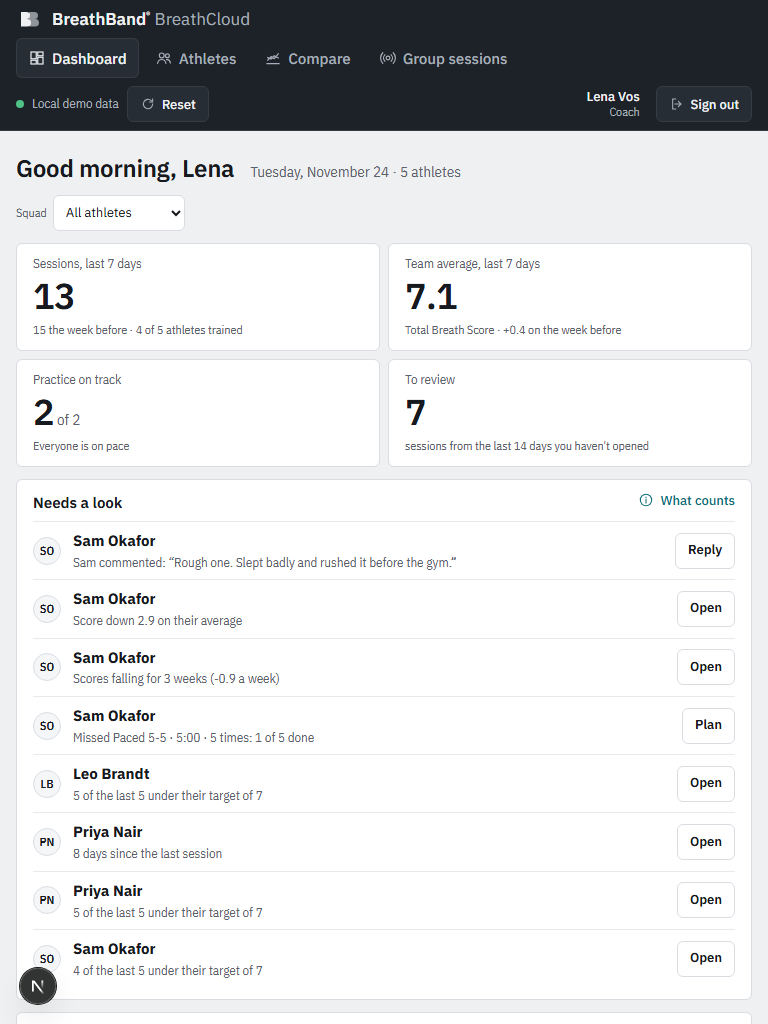 BreathBand® BreathCloud
Dashboard Athletes Compare Group sessions
Local demo data Reset
Lena Vos
Coach
Sign out
Good morning, Lena Tuesday, November 24 · 5 athletes
Squad All athletes
Sessions, last 7 days
13
15 the week before · 4 of 5 athletes trained
Team average, last 7 days
7.1
Total Breath Score · +0.4 on the week before
Practice on track
2 of 2
Everyone is on pace
To review
7
sessions from the last 14 days you haven't opened
Needs a look
What counts
SO
Sam Okafor
Sam commented: “Rough one. Slept badly and rushed it before the gym.”
Reply
SO
Sam Okafor
Score down 2.9 on their average
Open
SO
Sam Okafor
Scores falling for 3 weeks (-0.9 a week)
Open
SO
Sam Okafor
Missed Paced 5-5 · 5:00 · 5 times: 1 of 5 done
Plan
LB
Leo Brandt
5 of the last 5 under their target of 7
Open
PN
Priya Nair
8 days since the last session
Open
PN
Priya Nair
5 of the last 5 under their target of 7
Open
SO
Sam Okafor
4 of the last 5 under their target of 7
Open
N